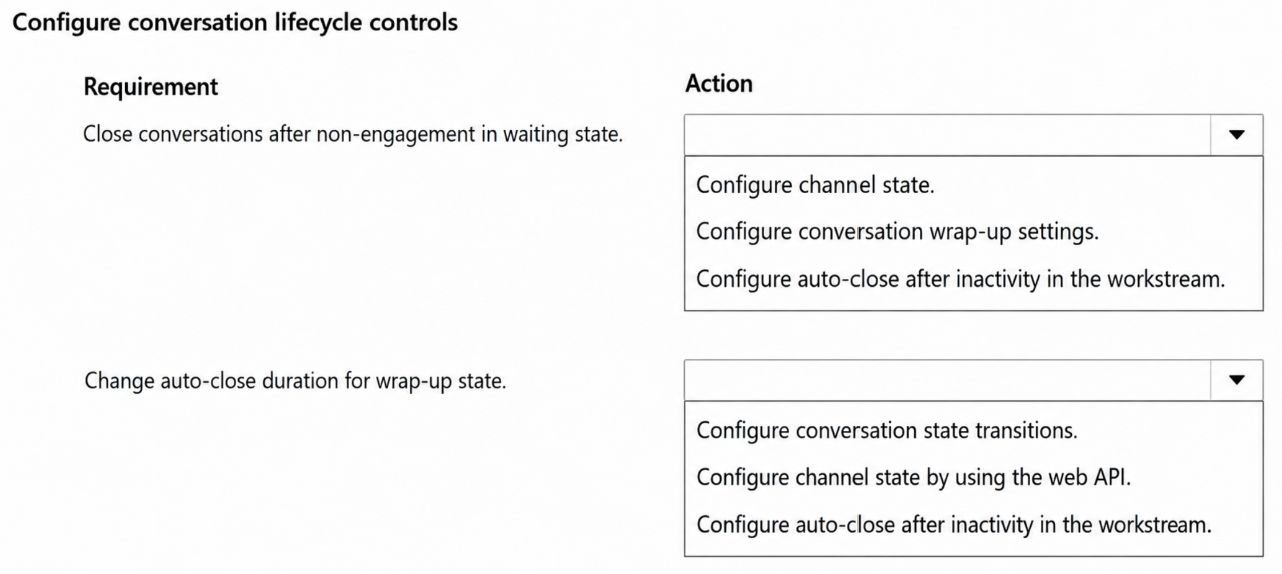 Configure conversation lifecycle controls
Requirement
Action
Close conversations after non-engagement in waiting state.
Configure channel state.
Configure conversation wrap-up settings.
Configure auto-close after inactivity in the workstream.
Change auto-close duration for wrap-up state.
Configure conversation state transitions.
Configure channel state by using the web API.
Configure auto-close after inactivity in the workstream.